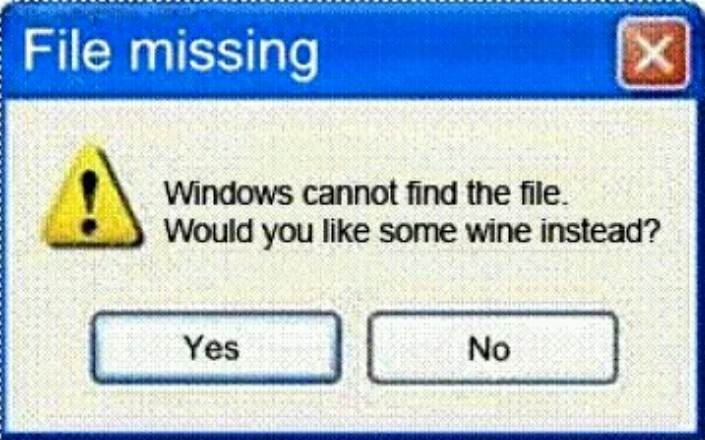 File missing
Windows cannot find the file.
Would you like some wine instead?
Yes
No